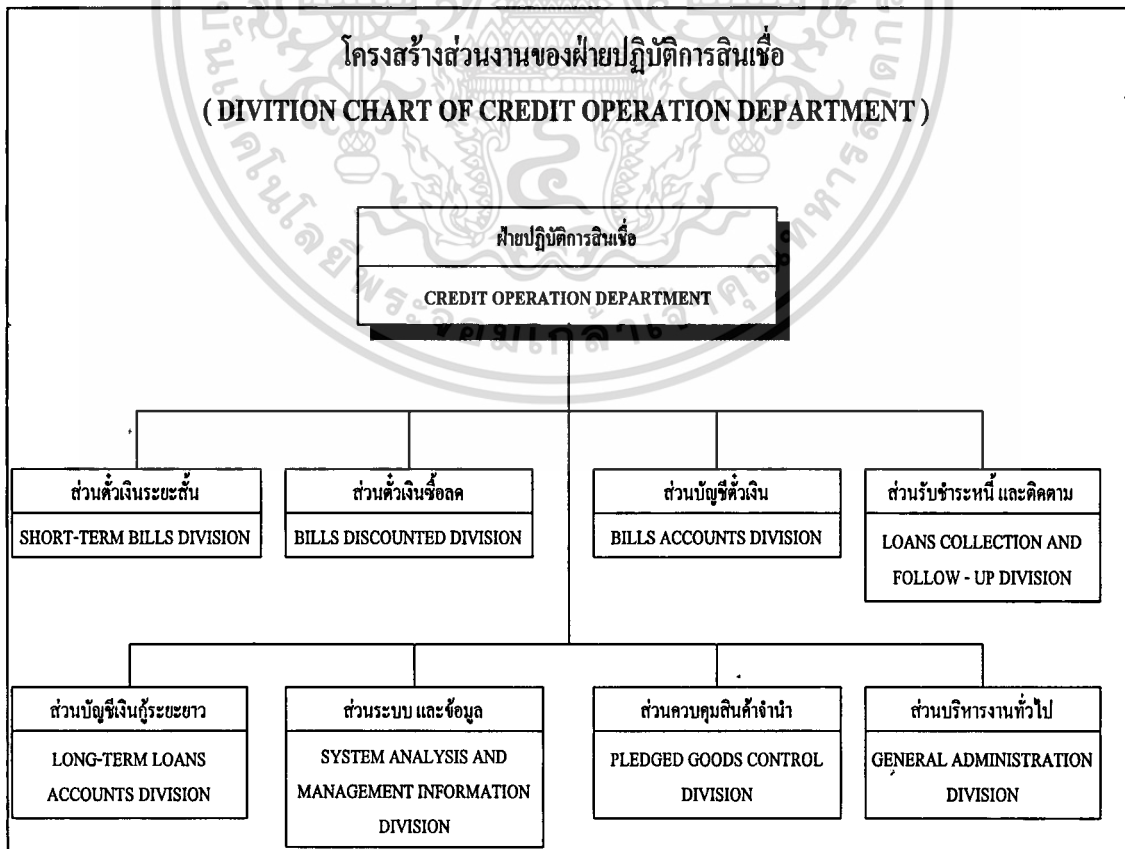 โครงสร้างส่วนงานของฝ่ายปฏิบัติการสินเชื่อ
( DIVITION CHART OF CREDIT OPERATION DEPARTMENT )
ฝ่ายปฏิบัติการสินเชื่อ
CREDIT OPERATION DEPARTMENT
ส่วนตั๋วเงินระยะสั้น
SHORT-TERM BILLS DIVISION
ส่วนตั๋วเงินซื้อลด
BILLS DISCOUNTED DIVISION
ส่วนบัญชีตั๋วเงิน
BILLS ACCOUNTS DIVISION
ส่วนรับชำระหนี้ และติดตาม
LOANS COLLECTION AND
FOLLOW - UP DIVISION
ส่วนบัญชีเงินกู้ระยะยาว
LONG-TERM LOANS
ACCOUNTS DIVISION
ส่วนระบบ และข้อมูล
SYSTEM ANALYSIS AND
MANAGEMENT INFORMATION
DIVISION
ส่วนควบคุมสินค้าจำนำ
PLEDGED GOODS CONTROL
DIVISION
ส่วนบริหารงานทั่วไป
GENERAL ADMINISTRATION
DIVISION